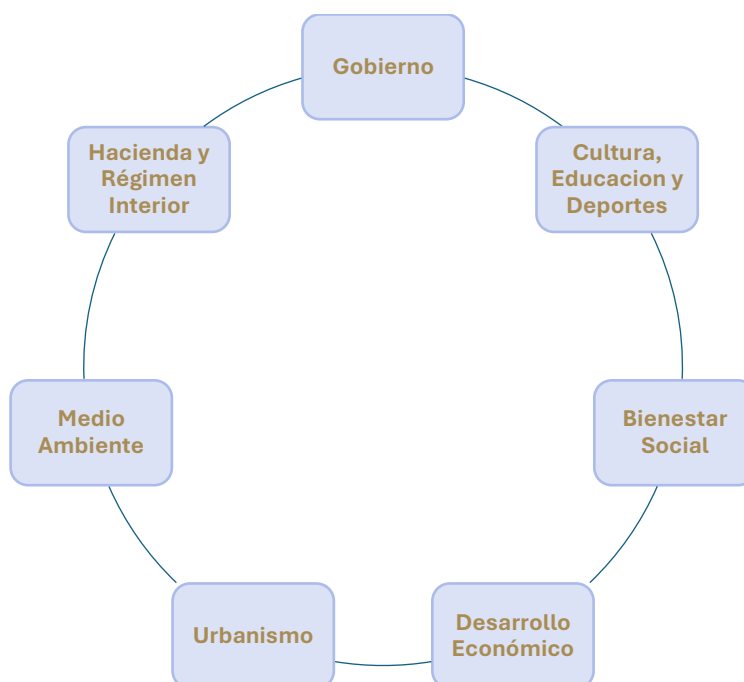 Gobierno
Hacienda y
Régimen
Interior
Cultura,
Educacion y
Deportes
Medio
Ambiente
Bienestar
Social
Urbanismo
Desarrollo
Económico